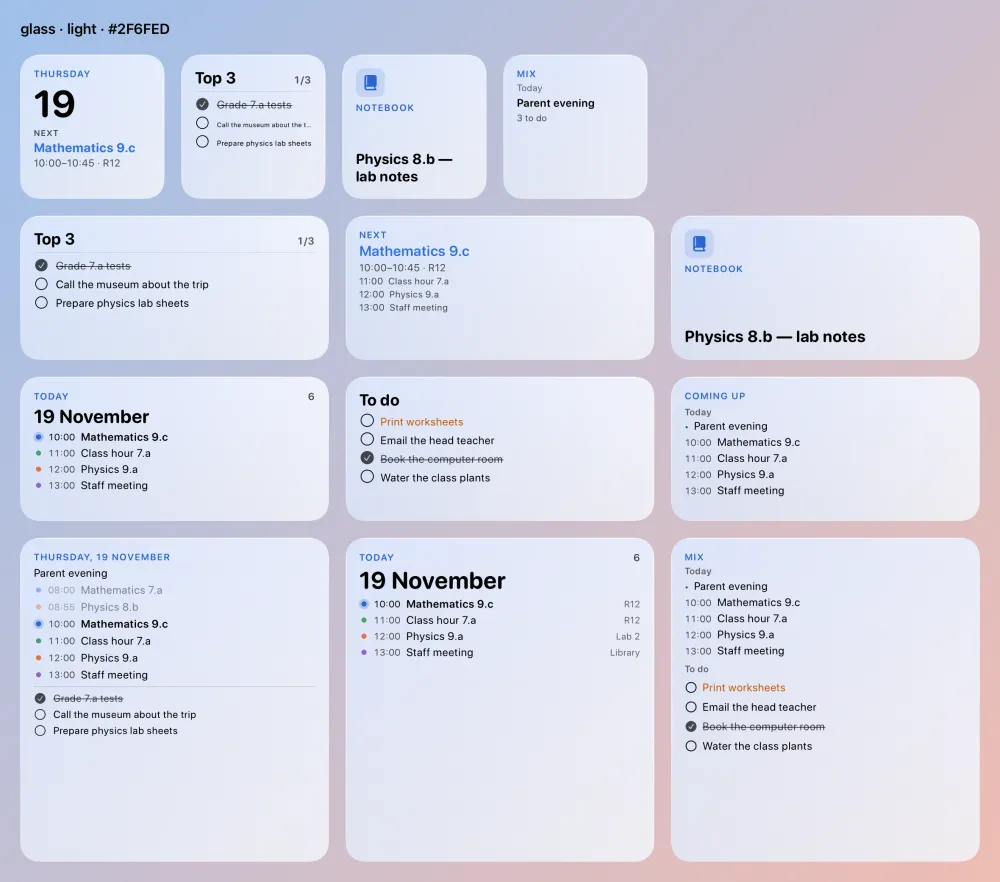 glass · light · #2F6FED
THURSDAY
19
NEXT
Mathematics 9.c
10:00–10:45 · R12
Top 3
1/3
Grade 7.a tests
Call the museum about the t…
Prepare physics lab sheets
NOTEBOOK
Physics 8.b —
lab notes
MIX
Today
Parent evening
3 to do
Top 3
1/3
Grade 7.a tests
Call the museum about the trip
Prepare physics lab sheets
NEXT
Mathematics 9.c
10:00–10:45 · R12
11:00 Class hour 7.a
12:00 Physics 9.a
13:00 Staff meeting
NOTEBOOK
Physics 8.b — lab notes
TODAY
6
19 November
10:00 Mathematics 9.c
11:00 Class hour 7.a
12:00 Physics 9.a
13:00 Staff meeting
To do
Print worksheets
Email the head teacher
Book the computer room
Water the class plants
COMING UP
Today
• Parent evening
10:00 Mathematics 9.c
11:00 Class hour 7.a
12:00 Physics 9.a
13:00 Staff meeting
THURSDAY, 19 NOVEMBER
Parent evening
08:00 Mathematics 7.a
08:55 Physics 8.b
10:00 Mathematics 9.c
11:00 Class hour 7.a
12:00 Physics 9.a
13:00 Staff meeting
Grade 7.a tests
Call the museum about the trip
Prepare physics lab sheets
TODAY
6
19 November
10:00 Mathematics 9.c R12
11:00 Class hour 7.a R12
12:00 Physics 9.a Lab 2
13:00 Staff meeting Library
MIX
Today
• Parent evening
10:00 Mathematics 9.c
11:00 Class hour 7.a
12:00 Physics 9.a
13:00 Staff meeting
To do
Print worksheets
Email the head teacher
Book the computer room
Water the class plants